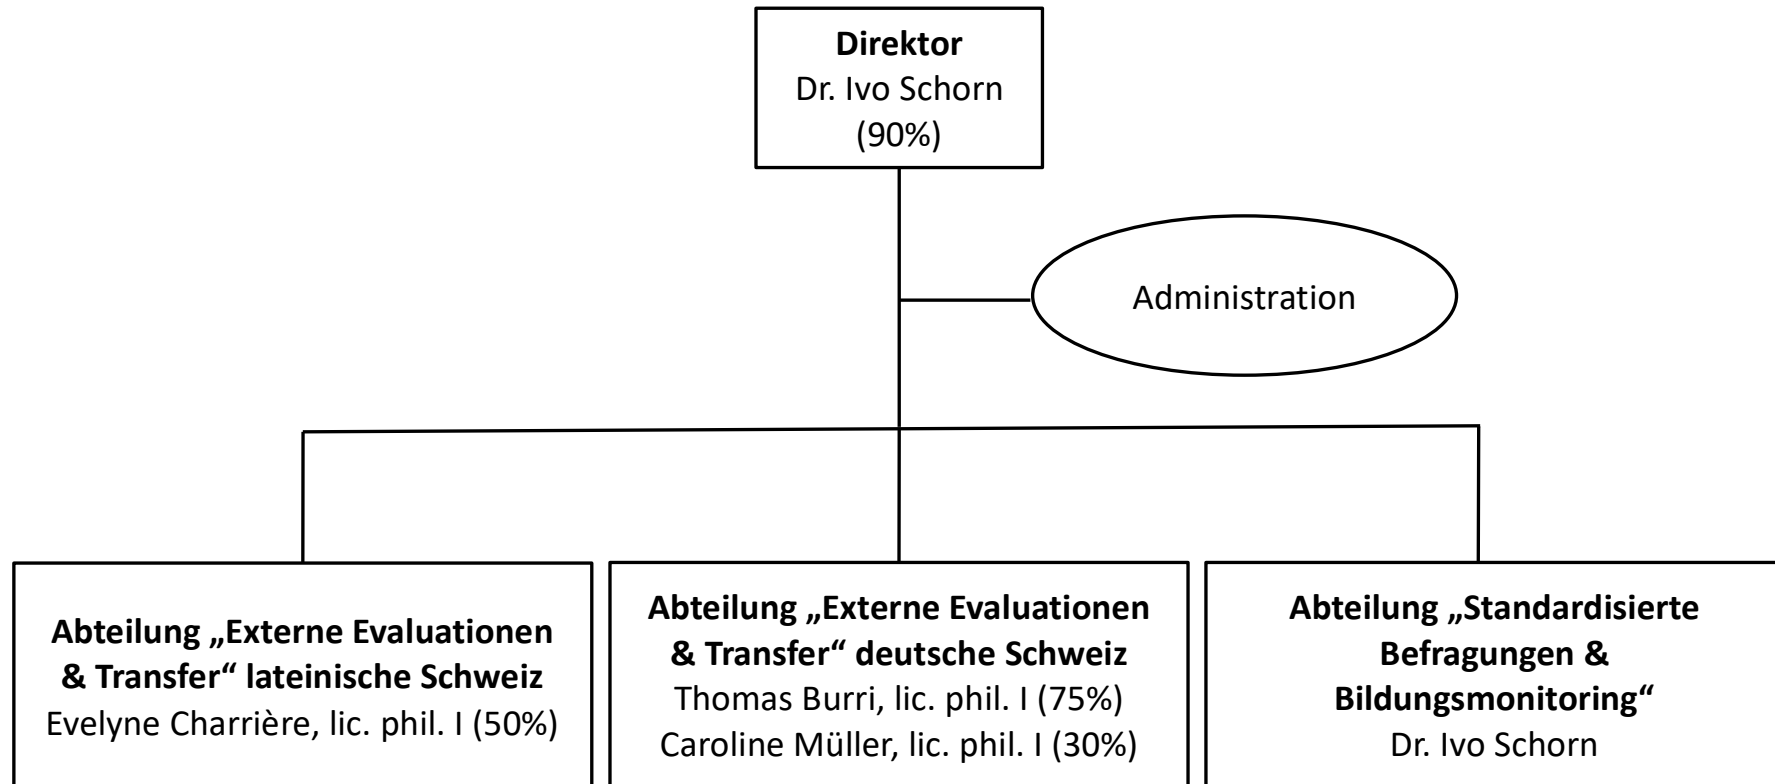 Direktor
Dr. Ivo Schorn
(90%)
Administration
Abteilung „Externe Evaluationen
& Transfer“ lateinische Schweiz
Evelyne Charrière, lic. phil. I (50%)
Abteilung „Externe Evaluationen
& Transfer“ deutsche Schweiz
Thomas Burri, lic. phil. I (75%)
Caroline Müller, lic. phil. I (30%)
Abteilung „Standardisierte
Befragungen &
Bildungsmonitoring“
Dr. Ivo Schorn